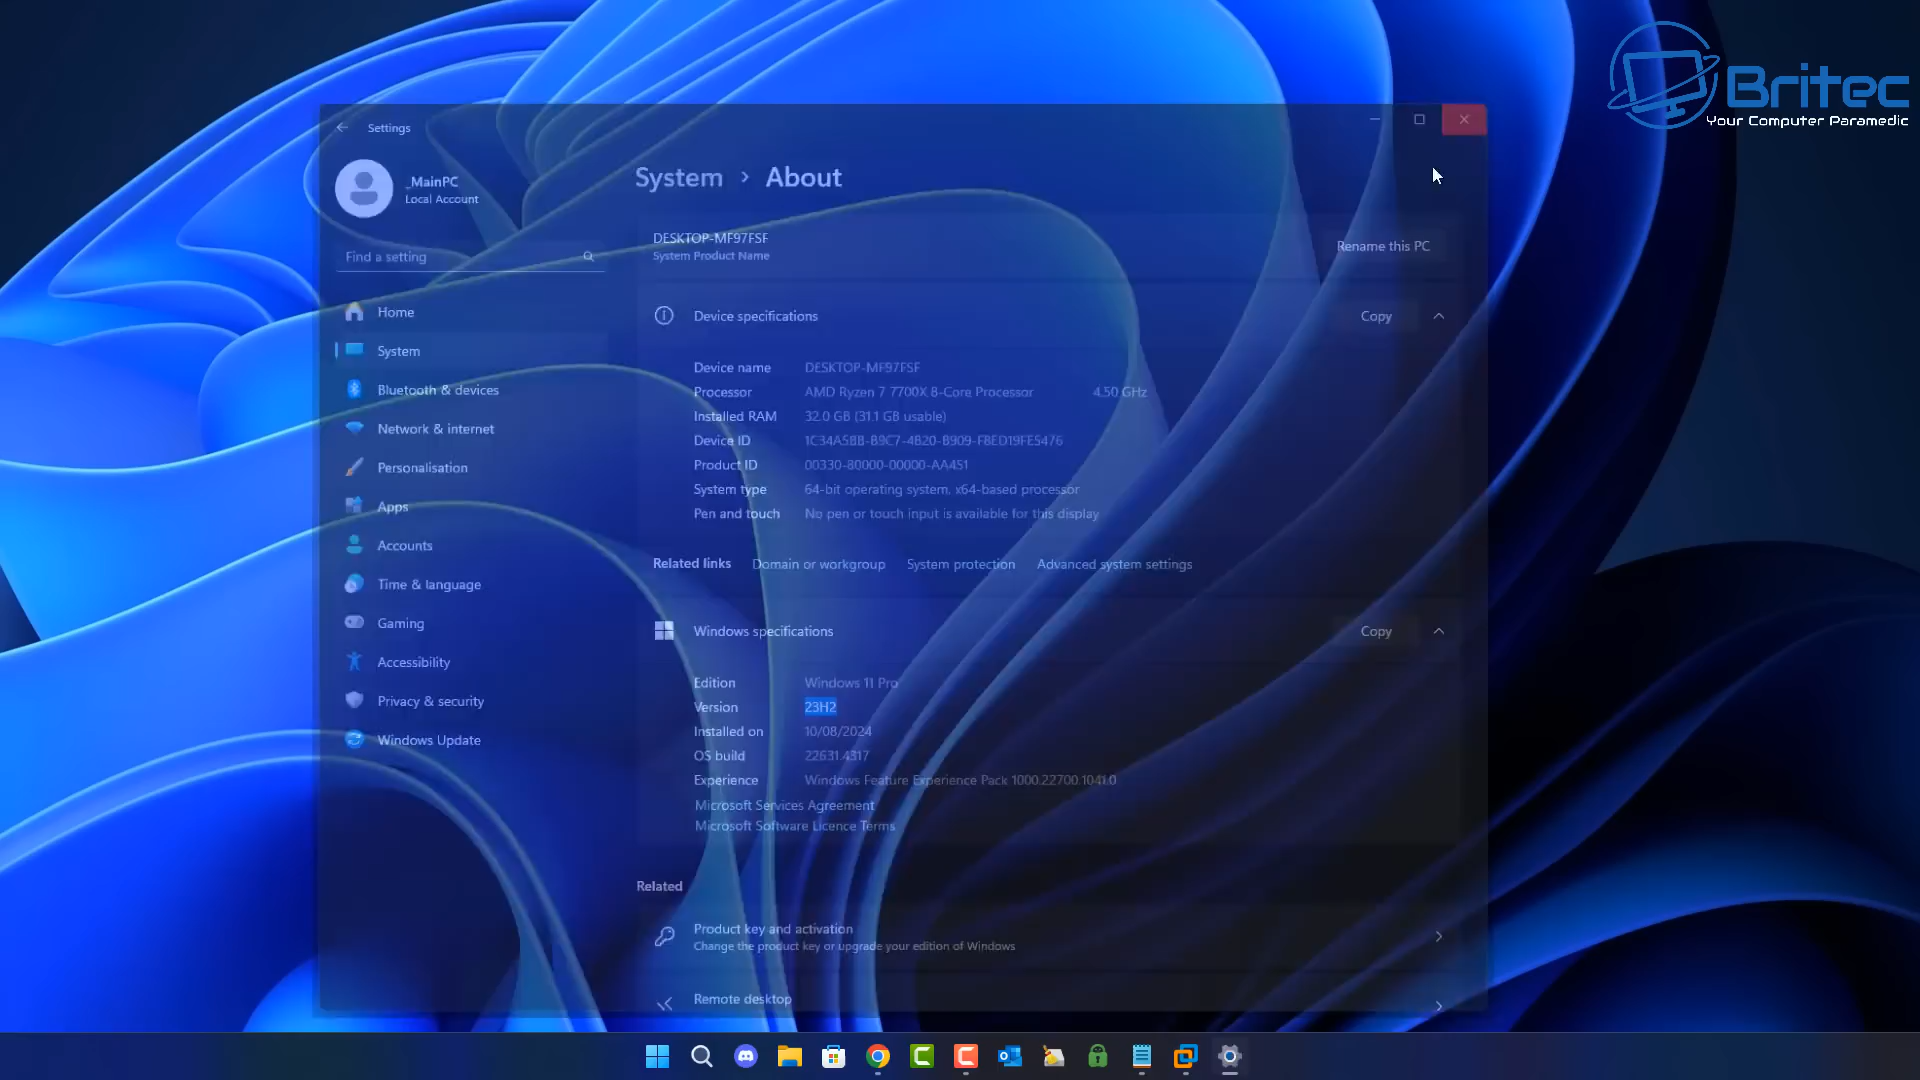 Britec
Your Computer Paramedic
Settings
_MainPC
Local Account
Find a setting
Home
System
Bluetooth & devices
Network & internet
Personalisation
Apps
Accounts
Time & language
Gaming
Accessibility
Privacy & security
Windows Update
System > About
DESKTOP-MF97FSF
System Product Name
Rename this PC
Device specifications
Copy
Device name DESKTOP-MF97FSF
Processor AMD Ryzen 7 7700X 8-Core Processor 4.50 GHz
Installed RAM 32.0 GB (31.1 GB usable)
Device ID 1C34A5BB-B9C7-4B20-B909-FBED19FE5476
Product ID 00330-80000-00000-AA451
System type 64-bit operating system, x64-based processor
Pen and touch No pen or touch input is available for this display
Related links Domain or workgroup System protection Advanced system settings
Windows specifications
Copy
Edition Windows 11 Pro
Version 23H2
Installed on 10/08/2024
OS build 22631.4317
Experience Windows Feature Experience Pack 1000.22700.1041.0
Microsoft Services Agreement
Microsoft Software Licence Terms
Related
Product key and activation
Change the product key or upgrade your edition of Windows
Remote desktop